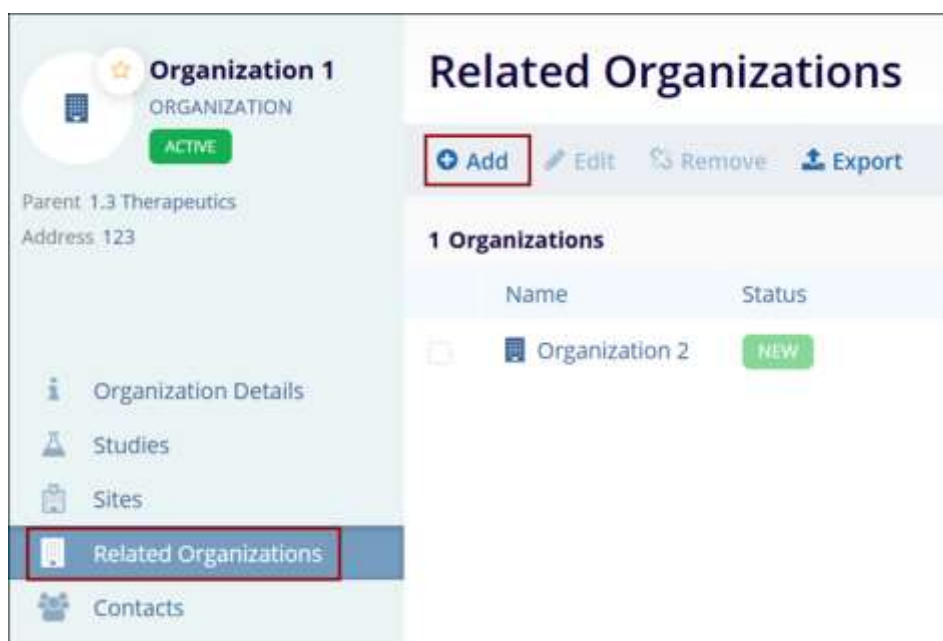 Organization 1
ORGANIZATION
ACTIVE
Parent 1.3 Therapeutics
Address 123
Organization Details
Studies
Sites
Related Organizations
Contacts
Related Organizations
Add Edit Remove Export
1 Organizations
Name Status
Organization 2 NEW